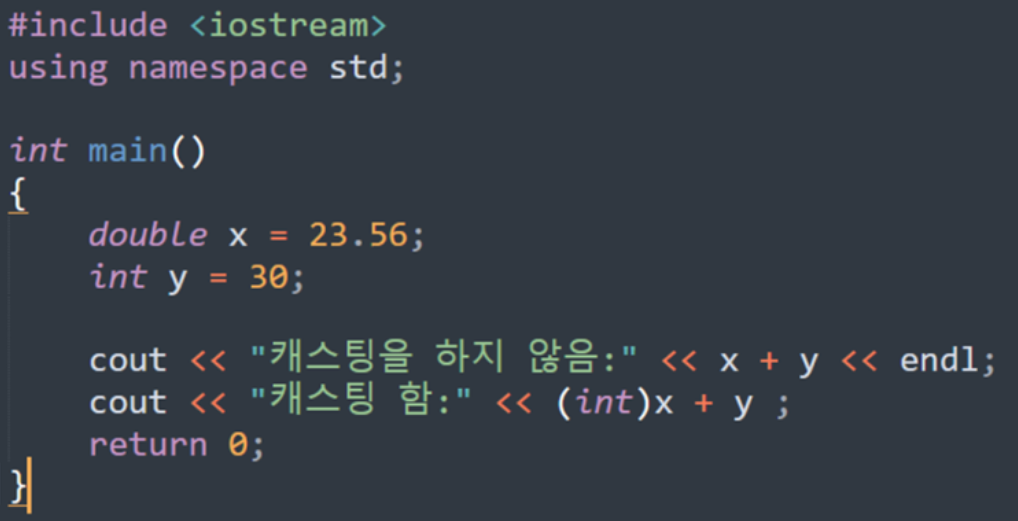 #include <iostream>
using namespace std;
int main()
{
double x = 23.56;
int y = 30;
cout << "캐스팅을 하지 않음:" << x + y << endl;
cout << "캐스팅 함:" << (int)x + y ;
return 0;
}